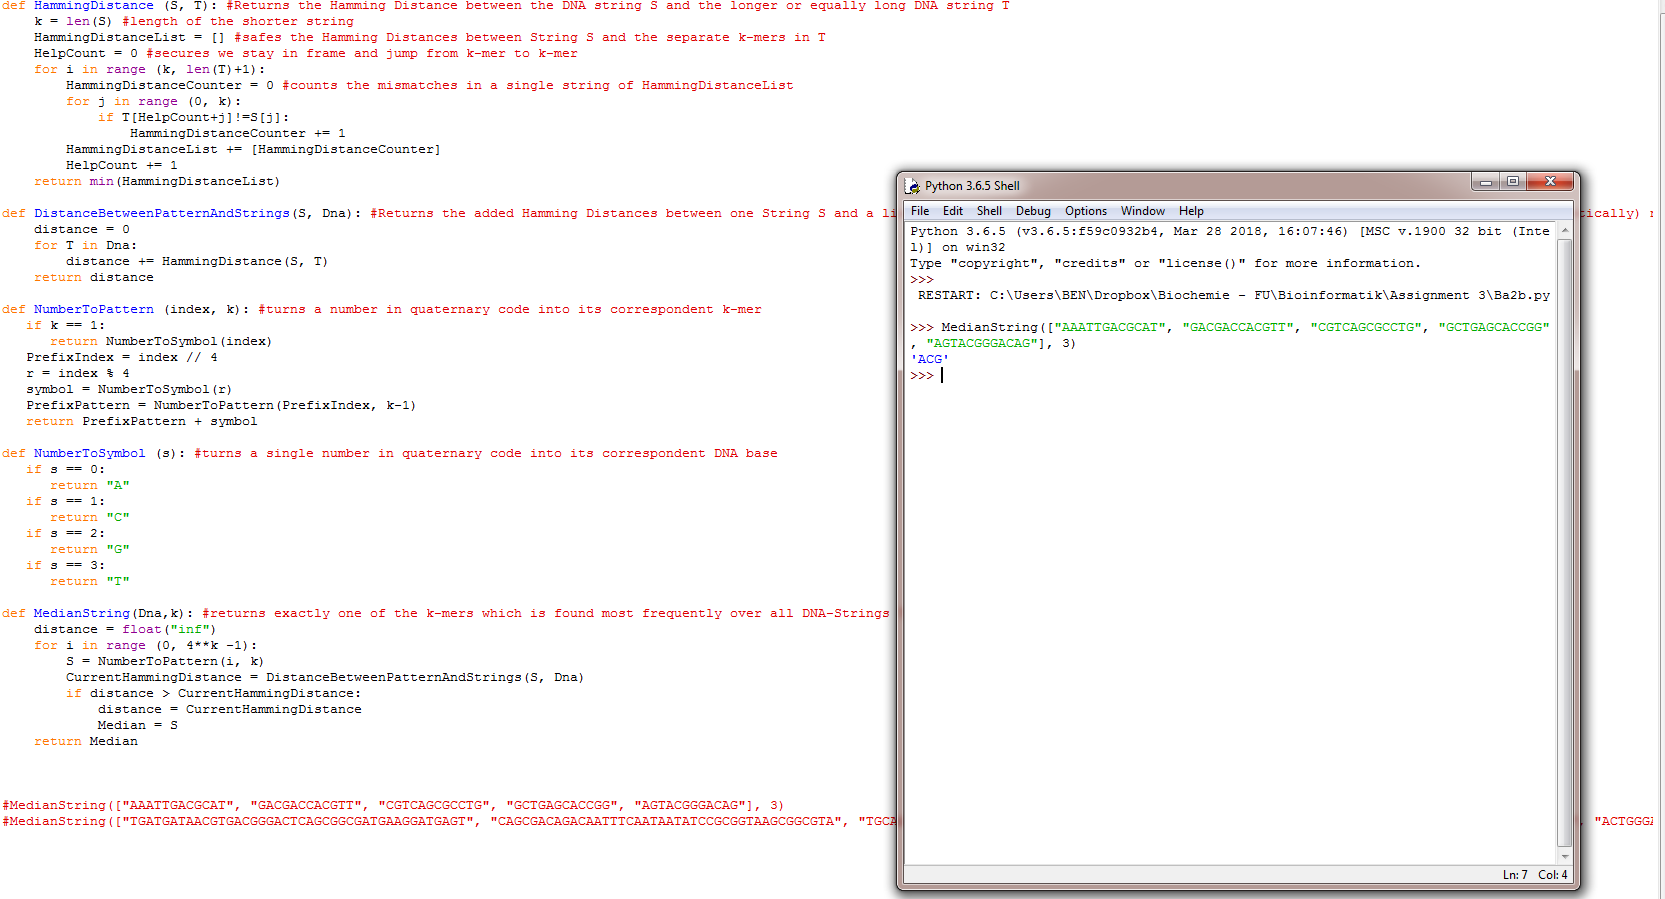 def HammingDistance (S, T): #Returns the Hamming Distance between the DNA string S and the longer or equally long DNA string T
    k = len(S) #length of the shorter string
    HammingDistanceList = [] #safes the Hamming Distances between String S and the separate k-mers in T
    HelpCount = 0 #secures we stay in frame and jump from k-mer to k-mer
    for i in range (k, len(T)+1):
        HammingDistanceCounter = 0 #counts the mismatches in a single string of HammingDistanceList
        for j in range (0, k):
            if T[HelpCount+j]!=S[j]:
                HammingDistanceCounter += 1
        HammingDistanceList += [HammingDistanceCounter]
        HelpCount += 1
    return min(HammingDistanceList)
def DistanceBetweenPatternAndStrings(S, Dna): #Returns the added Hamming Distances between one String S and a li
ically) r
    distance = 0
    for T in Dna:
        distance += HammingDistance(S, T)
    return distance
def NumberToPattern (index, k): #turns a number in quaternary code into its correspondent k-mer
   if k == 1:
      return NumberToSymbol(index)
   PrefixIndex = index // 4
   r = index % 4
   symbol = NumberToSymbol(r)
   PrefixPattern = NumberToPattern(PrefixIndex, k-1)
   return PrefixPattern + symbol
def NumberToSymbol (s): #turns a single number in quaternary code into its correspondent DNA base
   if s == 0:
      return "A"
   if s == 1:
      return "C"
   if s == 2:
      return "G"
   if s == 3:
      return "T"
def MedianString(Dna,k): #returns exactly one of the k-mers which is found most frequently over all DNA-Strings
    distance = float("inf")
    for i in range (0, 4**k -1):
        S = NumberToPattern(i, k)
        CurrentHammingDistance = DistanceBetweenPatternAndStrings(S, Dna)
        if distance > CurrentHammingDistance:
            distance = CurrentHammingDistance
            Median = S
    return Median
#MedianString(["AAATTGACGCAT", "GACGACCACGTT", "CGTCAGCGCCTG", "GCTGAGCACCGG", "AGTACGGGACAG"], 3)
#MedianString(["TGATGATAACGTGACGGGACTCAGCGGCGATGAAGGATGAGT", "CAGCGACAGACAATTTCAATAATATCCGCGGTAAGCGGCGTA", "TGCA
, "ACTGGGA
Python 3.6.5 Shell
File Edit Shell Debug Options Window Help
Python 3.6.5 (v3.6.5:f59c0932b4, Mar 28 2018, 16:07:46) [MSC v.1900 32 bit (Inte
l)] on win32
Type "copyright", "credits" or "license()" for more information.
>>>
 RESTART: C:\Users\BEN\Dropbox\Biochemie - FU\Bioinformatik\Assignment 3\Ba2b.py
>>> MedianString(["AAATTGACGCAT", "GACGACCACGTT", "CGTCAGCGCCTG", "GCTGAGCACCGG"
, "AGTACGGGACAG"], 3)
'ACG'
>>>
Ln: 7 Col: 4